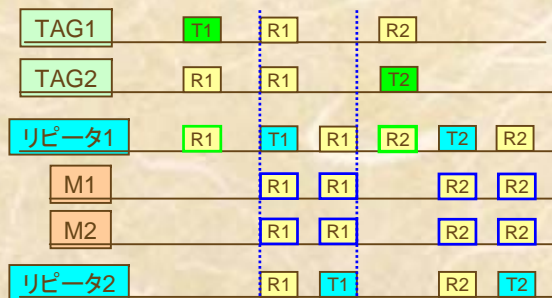 TAG1 T1 R1 R2
TAG2 R1 R1 T2
リピータ1 R1 T1 R1 R2 T2 R2
M1 R1 R1 R2 R2
M2 R1 R1 R2 R2
リピータ2 R1 T1 R2 T2